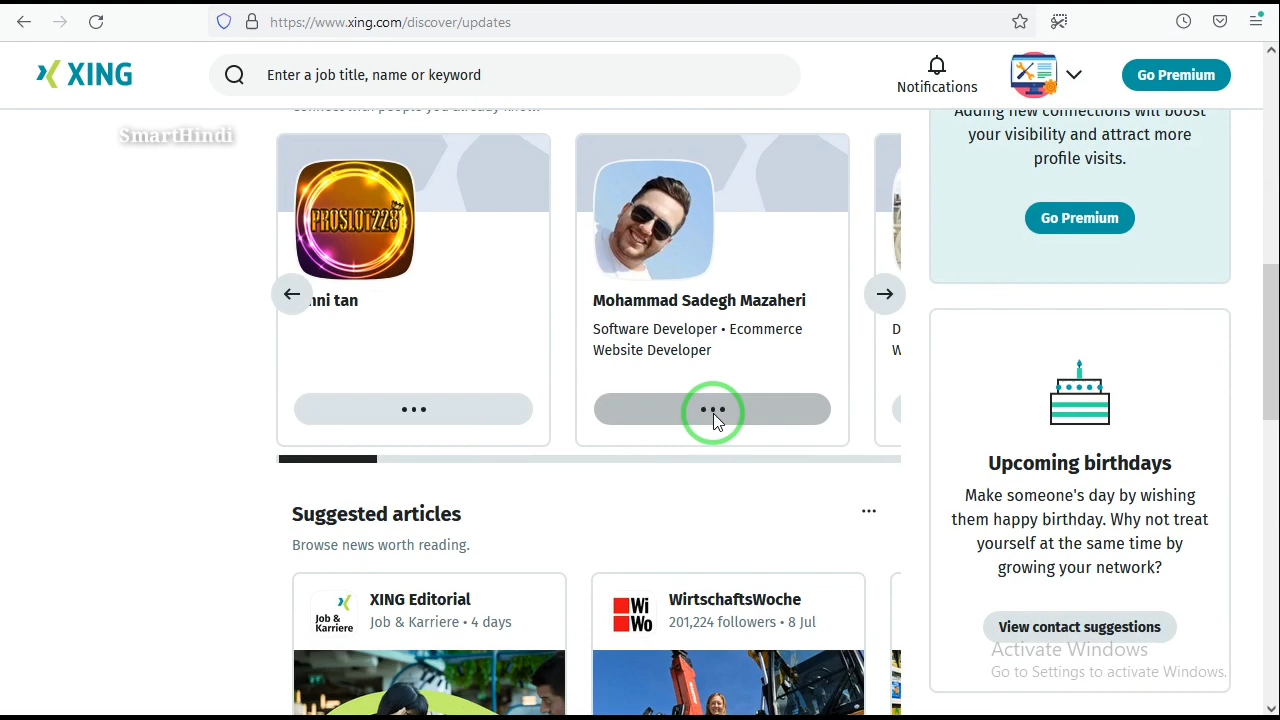 https://www.xing.com/discover/updates
XING
Enter a job title, name or keyword
Notifications
Go Premium
SmartHindi
PROSLOT228
Mohammad Sadegh Mazaheri
Software Developer • Ecommerce
Website Developer
Adding new connections will boost
your visibility and attract more
profile visits.
Go Premium
Upcoming birthdays
Make someone's day by wishing
them happy birthday. Why not treat
yourself at the same time by
growing your network?
View contact suggestions
Suggested articles
Browse news worth reading.
Job &
Karriere
XING Editorial
Job & Karriere • 4 days
Wi
Wo
WirtschaftsWoche
201,224 followers • 8 Jul
Activate Windows
Go to Settings to activate Windows.